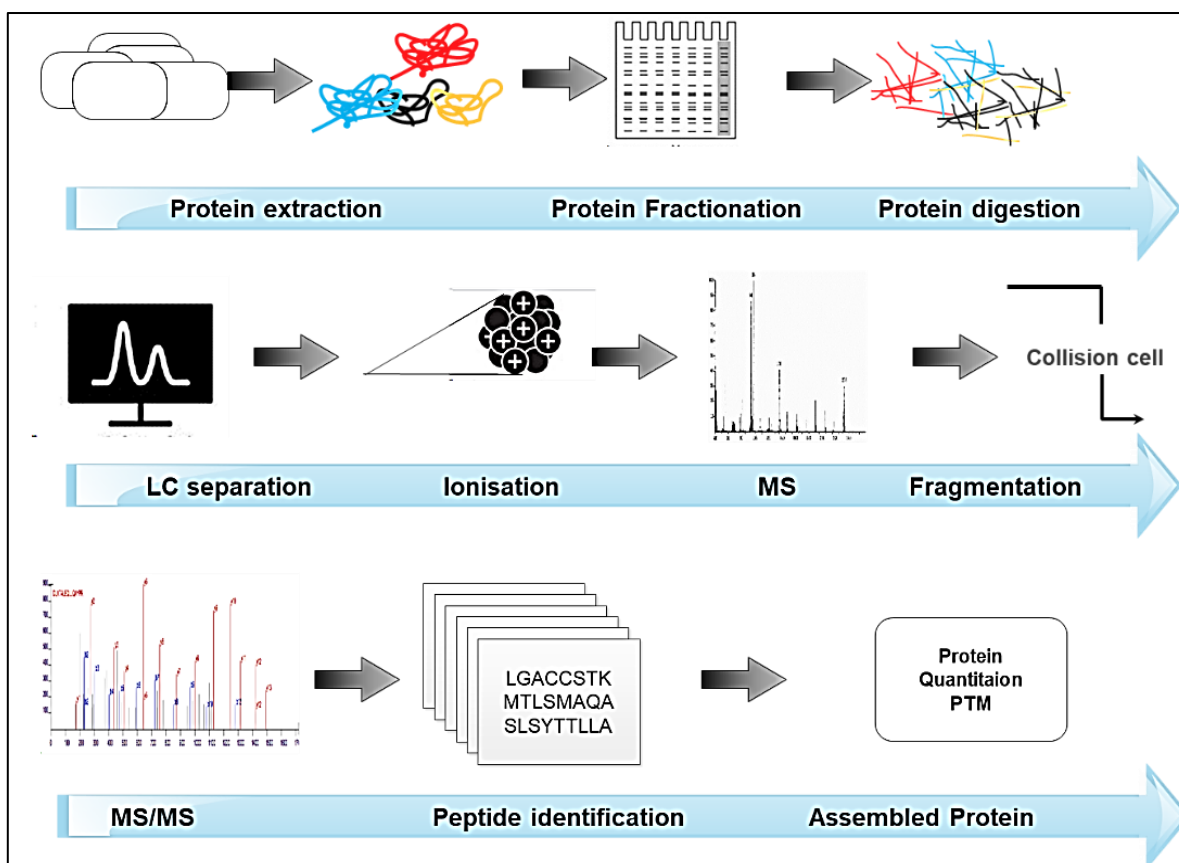 Protein extraction
Protein Fractionation
Protein digestion
Collision cell
LC separation
Ionisation
MS
Fragmentation
LGACCSTK
MTLSMAQA
SLSYTTLLA
Protein
Quantitaion
PTM
MS/MS
Peptide identification
Assembled Protein